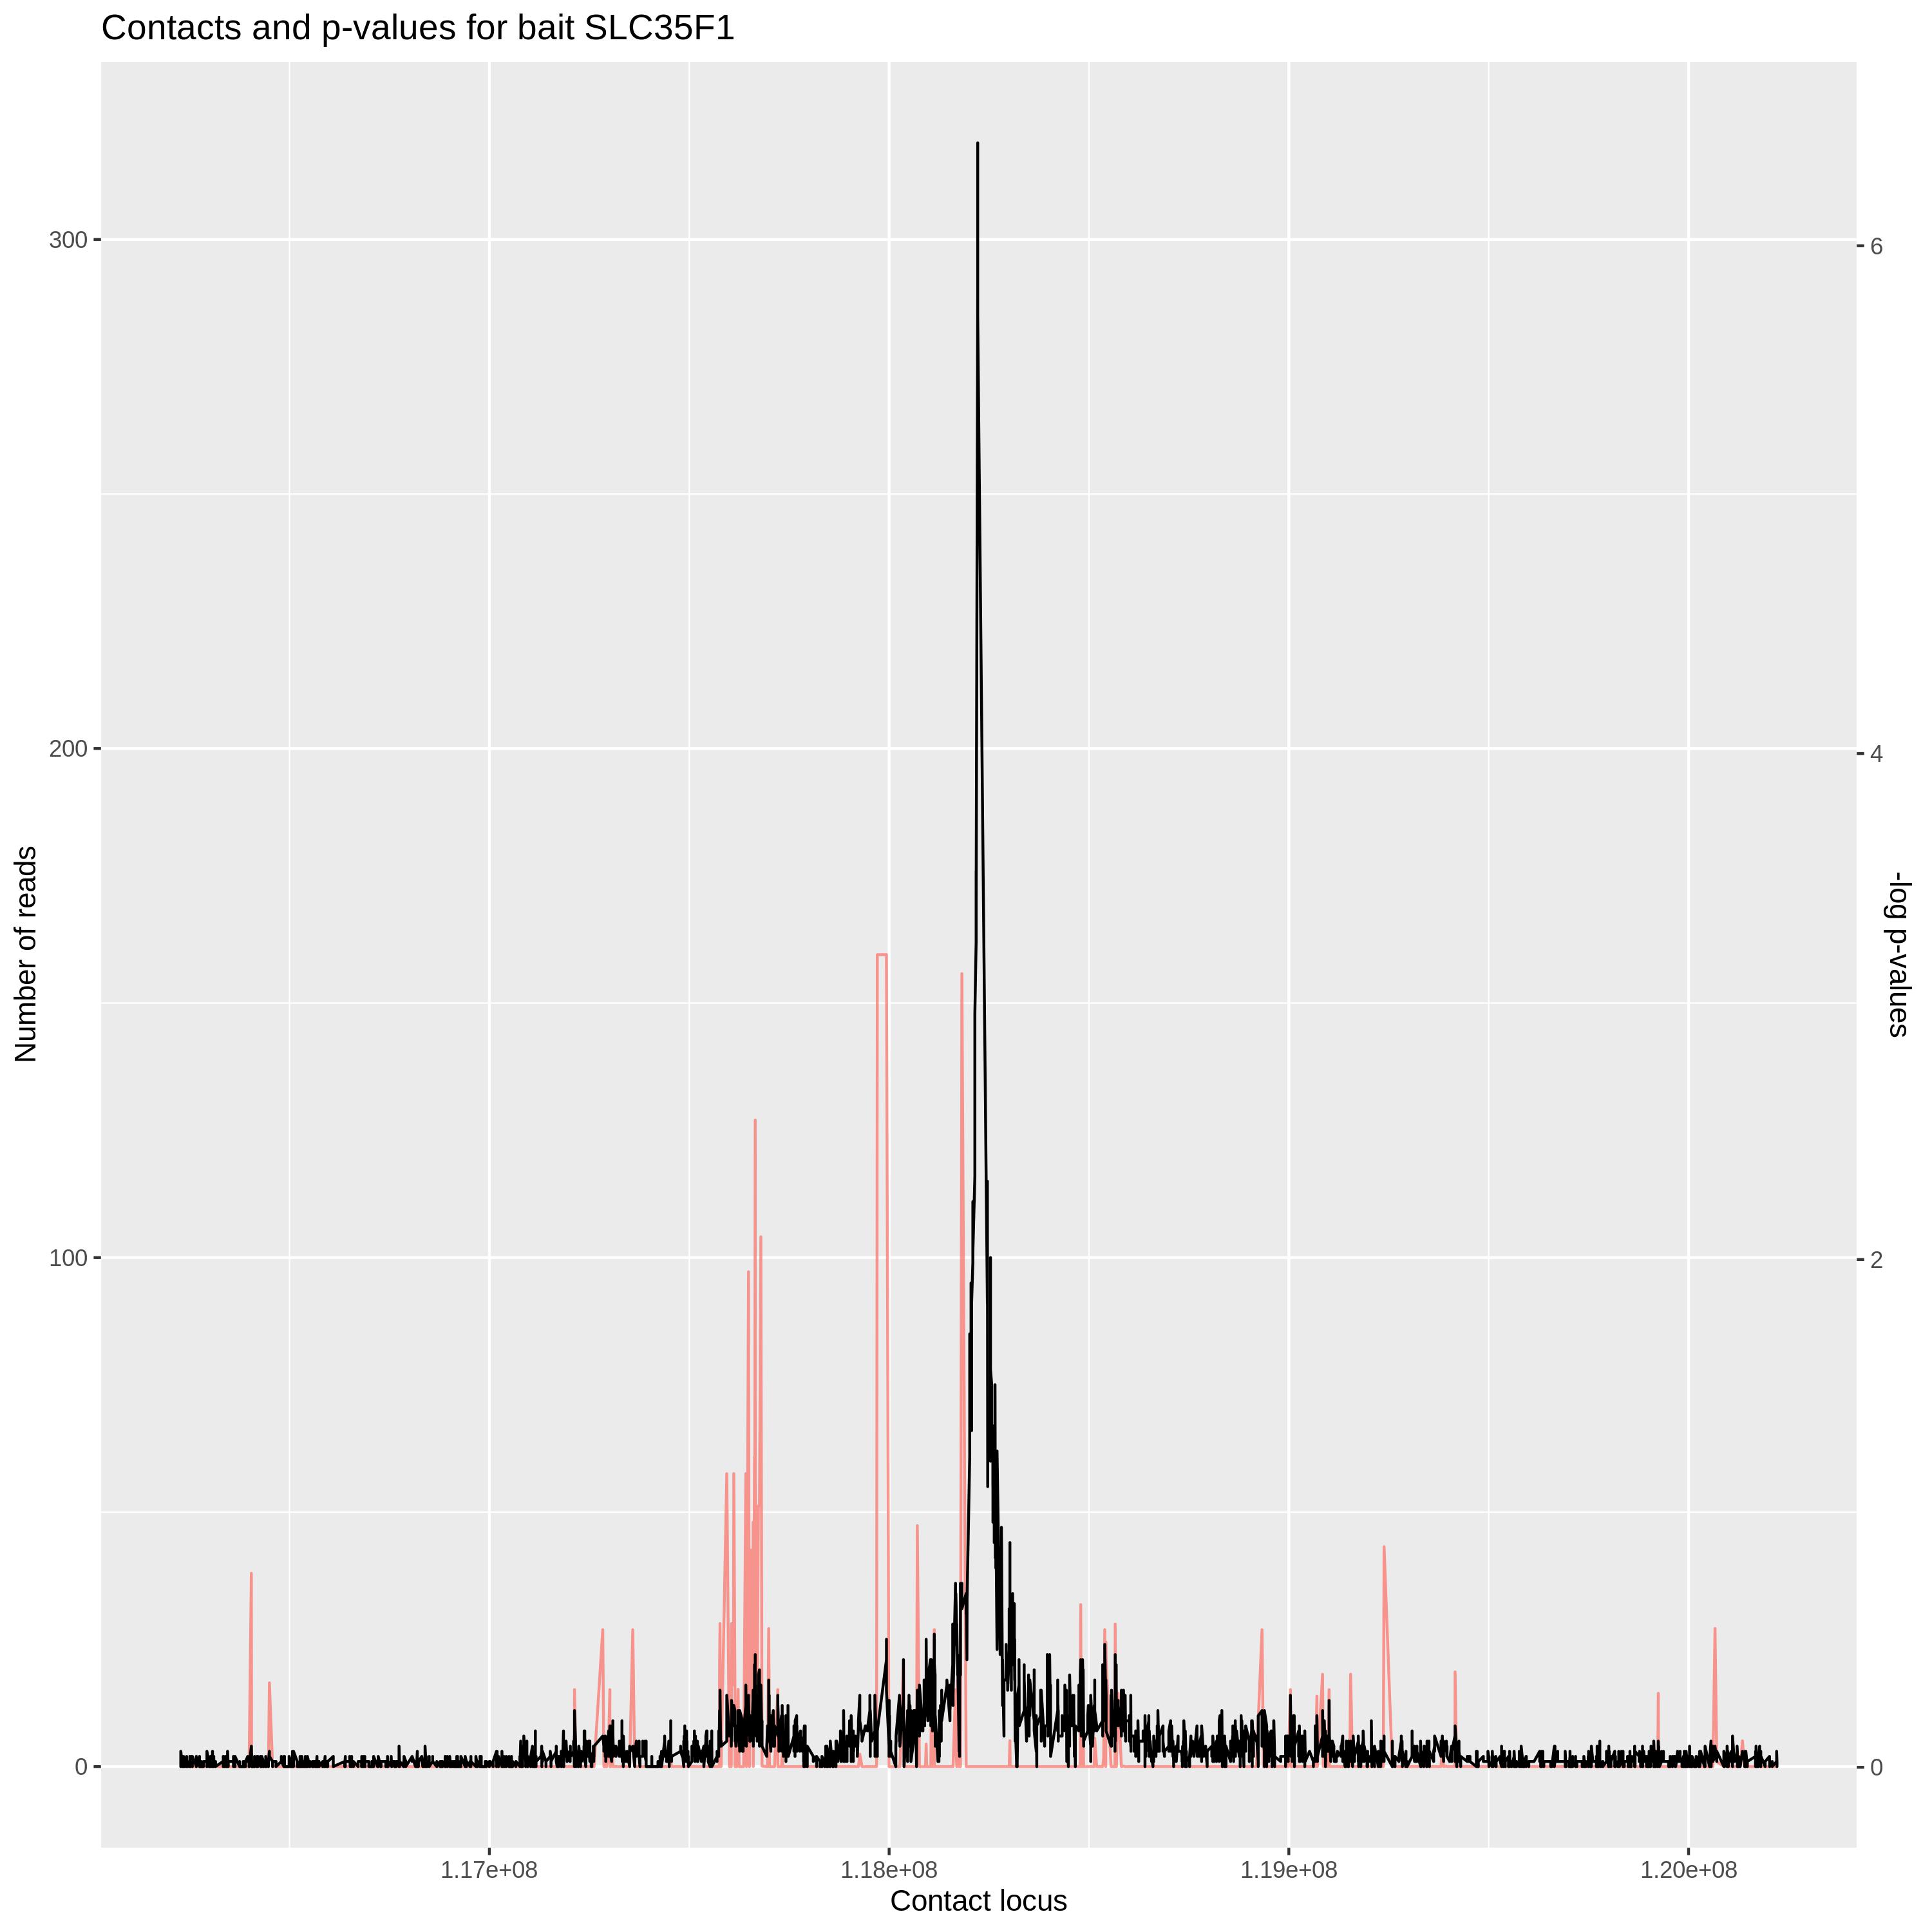 Contacts and p-values for bait SLC35F1
300
200
100
0
6
4
2
0
Number of reads
-log p-values
1.17e+08 1.18e+08 1.19e+08 1.20e+08
Contact locus